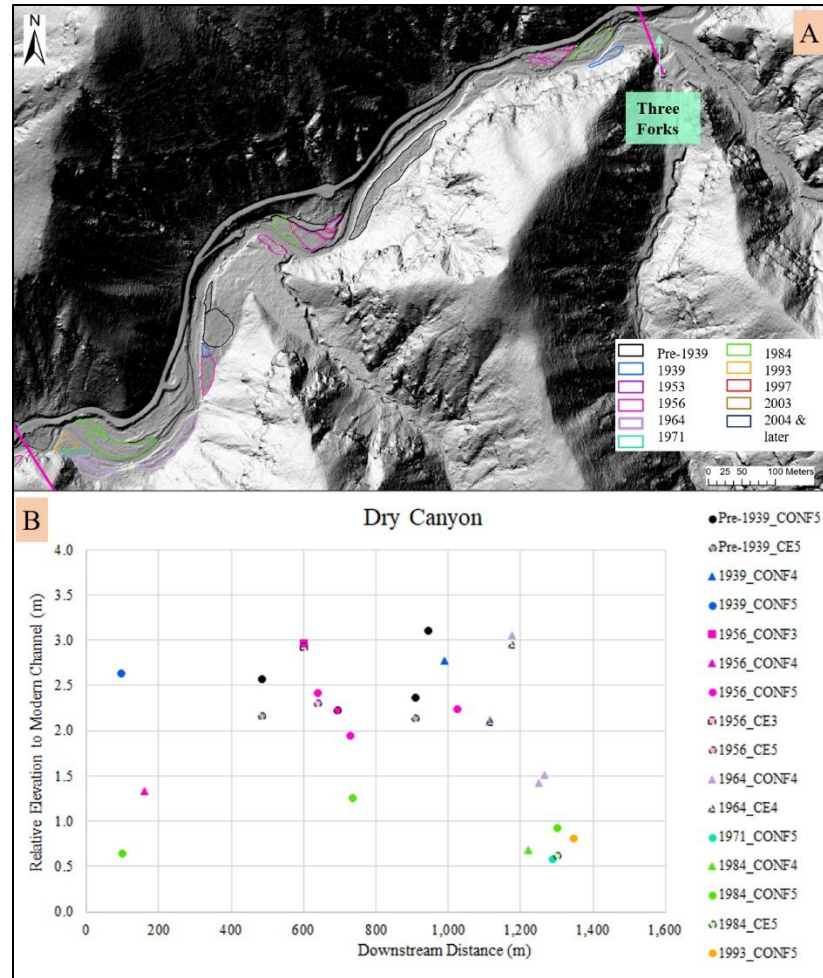 N
A
Three
Forks
Pre-1939
1939
1953
1956
1964
1971
1984
1993
1997
2003
2004 &
later
0 25 50 100 Meters
B
Dry Canyon
Relative Elevation to Modern Channel (m)
4.0
3.5
3.0
2.5
2.0
1.5
1.0
0.5
0.0
0 200 400 600 800 1,000 1,200 1,400 1,600
Downstream Distance (m)
Pre-1939_CONF5
Pre-1939_CE5
1939_CONF4
1939_CONF5
1956_CONF3
1956_CONF4
1956_CONF5
1956_CE3
1956_CE5
1964_CONF4
1964_CE4
1971_CONF5
1984_CONF4
1984_CONF5
1984_CE5
1993_CONF5